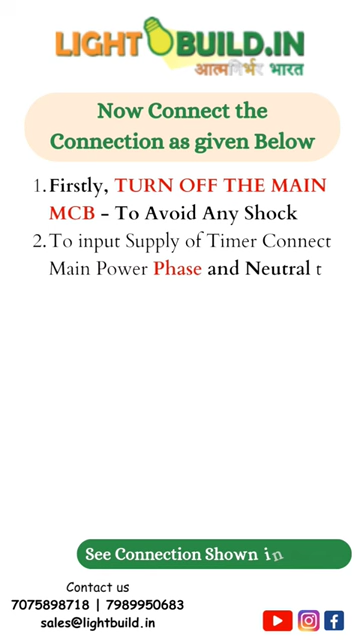 LIGHT BUILD.IN
आत्मनिर्भर भारत
Now Connect the
Connection as given Below
1. Firstly, TURN OFF THE MAIN
MCB - To Avoid Any Shock
2. To input Supply of Timer Connect
Main Power Phase and Neutral t
See Connection Shown in
Contact us
7075898718 | 7989950683
sales@lightbuild.in